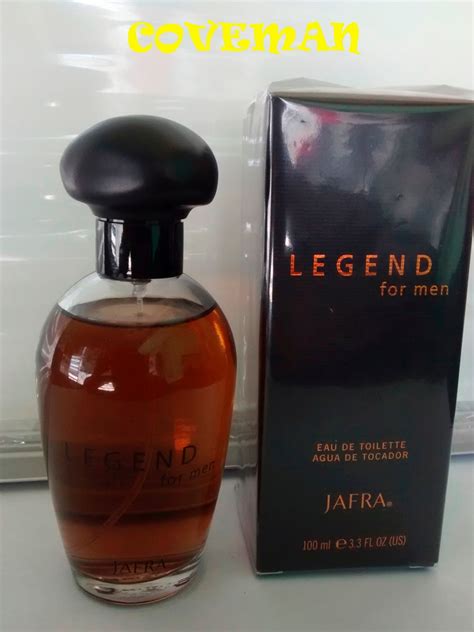 COVEMAN
LEGEND
for men
EAU DE TOILETTE
AGUA DE TOCADOR
JAFRA®
100 ml ℮ 3.3 FL OZ (US)
LEGEND
for men
JAFRA